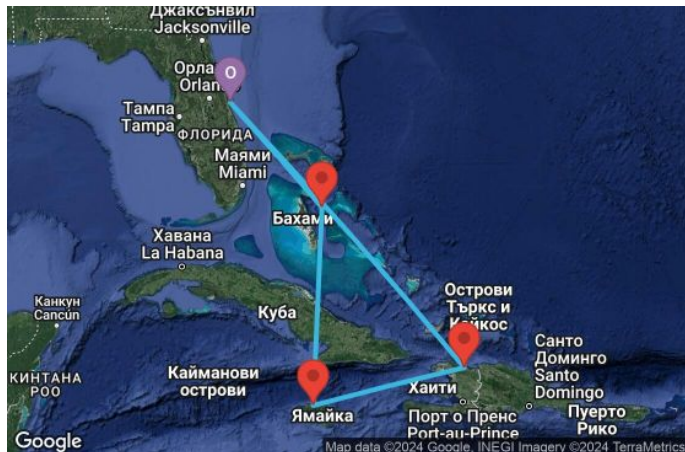 Джаксънвил
Jacksonville
O
Орла
Orlando
Тампа
Tampa
ФЛОРИДА
Маями
Miami
Бахами
Хавана
La Habana
Канкун
Cancún
Куба
Острови
Търкс и
Кайкос
КИНТАНА
РОО
Кайманови
острови
Ямайка
Хаити
Санто
Доминго
Santo
Domingo
Порт о Пренс
Port-au-Prince
Пуерто
Рико
Google
Map data ©2024 Google, INEGI Imagery ©2024 TerraMetrics